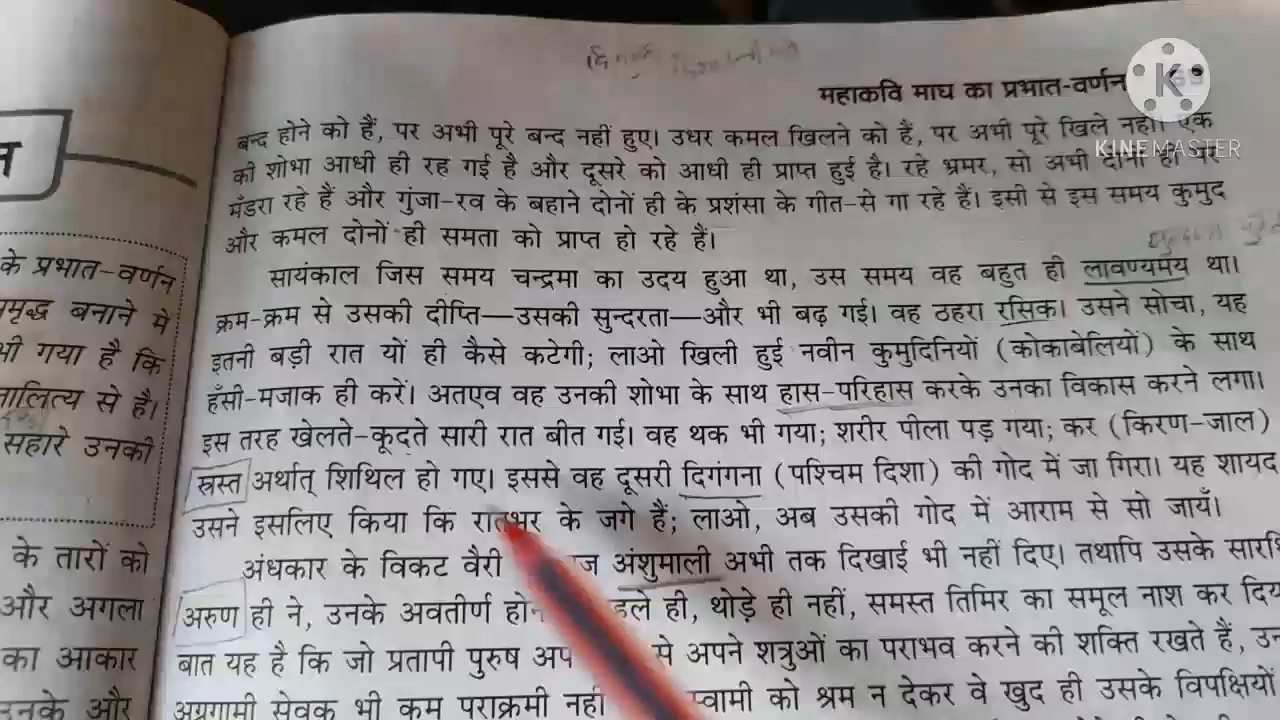 महाकवि माघ का प्रभात-वर्णन
KINEMASTER
बन्द होने को हैं, पर अभी पूरे बन्द नहीं हुए। उधर कमल खिलने को हैं, पर अभी पूरे खिले नहीं। एक
की शोभा आधी ही रह गई है और दूसरे को आधी ही प्राप्त हुई है। रहे भ्रमर, सो अभी दोनों ही पर
मँडरा रहे हैं और गुंजा-रव के बहाने दोनों ही के प्रशंसा के गीत-से गा रहे हैं। इसी से इस समय कुमुद
और कमल दोनों ही समता को प्राप्त हो रहे हैं।
सायंकाल जिस समय चन्द्रमा का उदय हुआ था, उस समय वह बहुत ही लावण्यमय था।
क्रम-क्रम से उसकी दीप्ति—उसकी सुन्दरता—और भी बढ़ गई। वह ठहरा रसिक। उसने सोचा, यह
इतनी बड़ी रात यों ही कैसे कटेगी; लाओ खिली हुई नवीन कुमुदिनियों (कोकाबेलियों) के साथ
हँसी-मजाक ही करें। अतएव वह उनकी शोभा के साथ हास-परिहास करके उनका विकास करने लगा।
इस तरह खेलते-कूदते सारी रात बीत गई। वह थक भी गया; शरीर पीला पड़ गया; कर (किरण-जाल)
स्त्रस्त अर्थात् शिथिल हो गए। इससे वह दूसरी दिगंगना (पश्चिम दिशा) की गोद में जा गिरा। यह शायद
उसने इसलिए किया कि रातभर के जगे हैं; लाओ, अब उसकी गोद में आराम से सो जायँ।
अंधकार के विकट वैरी अंशुमाली अभी तक दिखाई भी नहीं दिए। तथापि उसके
अरुण ही ने, उनके अवतीर्ण ही, थोड़े ही नहीं, समस्त तिमिर का समूल नाश कर
बात यह है कि जो प्रतापी पुरुष से अपने शत्रुओं का पराभव करने की शक्ति रखते हैं,
अग्रगामी सेवक भी कम पराक्रमी को श्रम न देकर वे खुद ही उसके विपक्षियों
के प्रभात-वर्णन
बनाने में
गया है कि
से है।
सहारे उनकी
के तारों को
और अगला
का आकार
और